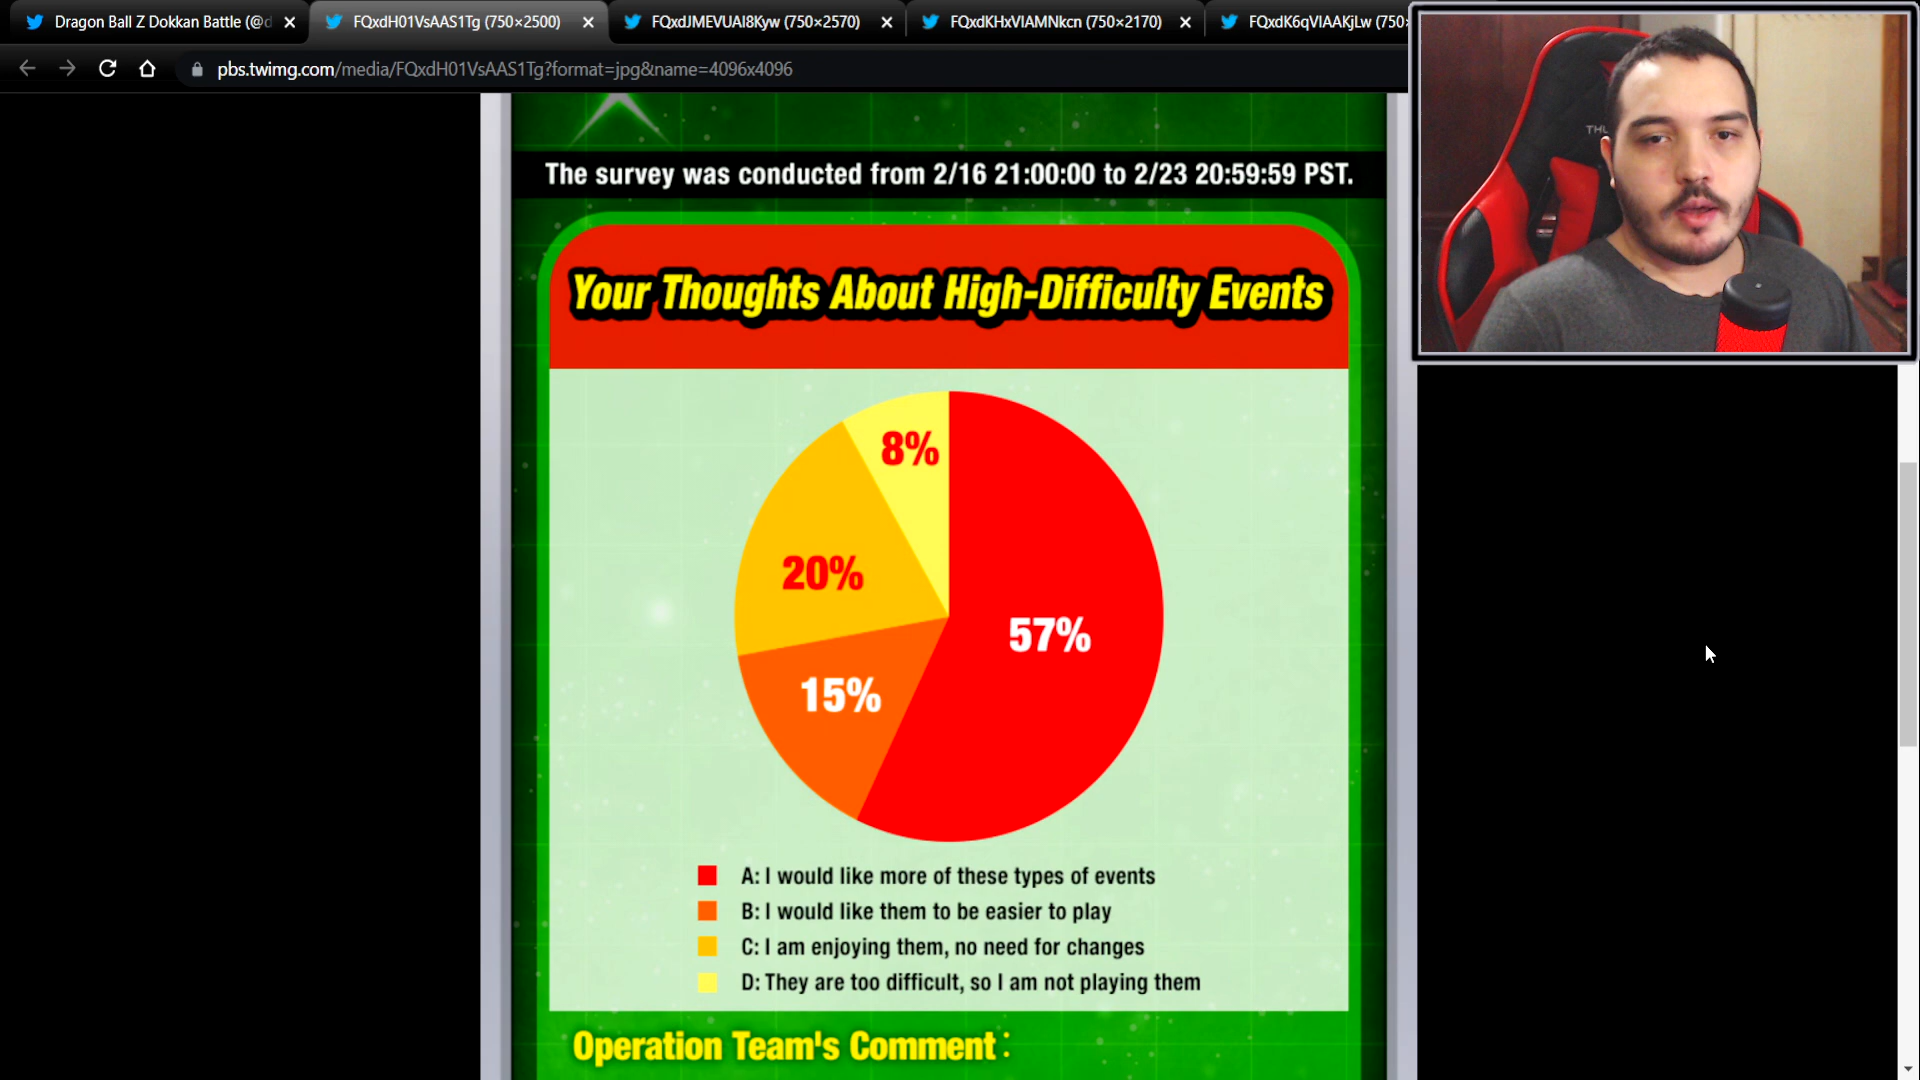 Dragon Ball Z Dokkan Battle (@d
FQxdH01VsAAS1Tg (750×2500)
FQxdJMEVUAI8Kyw (750×2570)
FQxdKHxVIAMNkcn (750×2170)
FQxdK6qVIAAKjLw (750×
pbs.twimg.com/media/FQxdH01VsAAS1Tg?format=jpg&name=4096x4096
THU
The survey was conducted from 2/16 21:00:00 to 2/23 20:59:59 PST.
Your Thoughts About High-Difficulty Events
8%
20%
57%
15%
A: I would like more of these types of events
B: I would like them to be easier to play
C: I am enjoying them, no need for changes
D: They are too difficult, so I am not playing them
Operation Team's Comment: